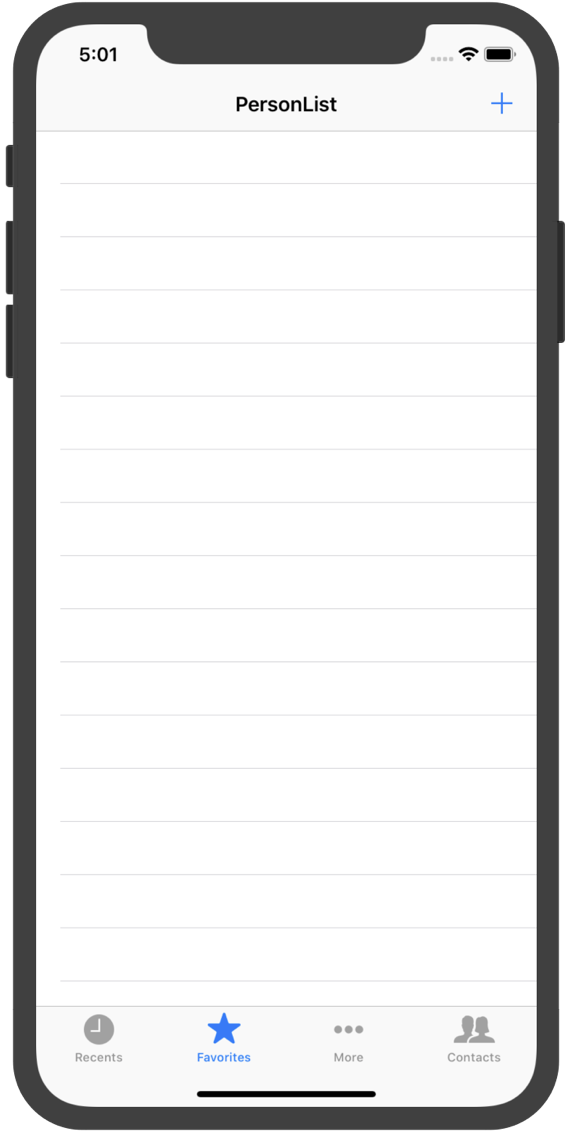 5:01
PersonList
Recents
Favorites
More
Contacts